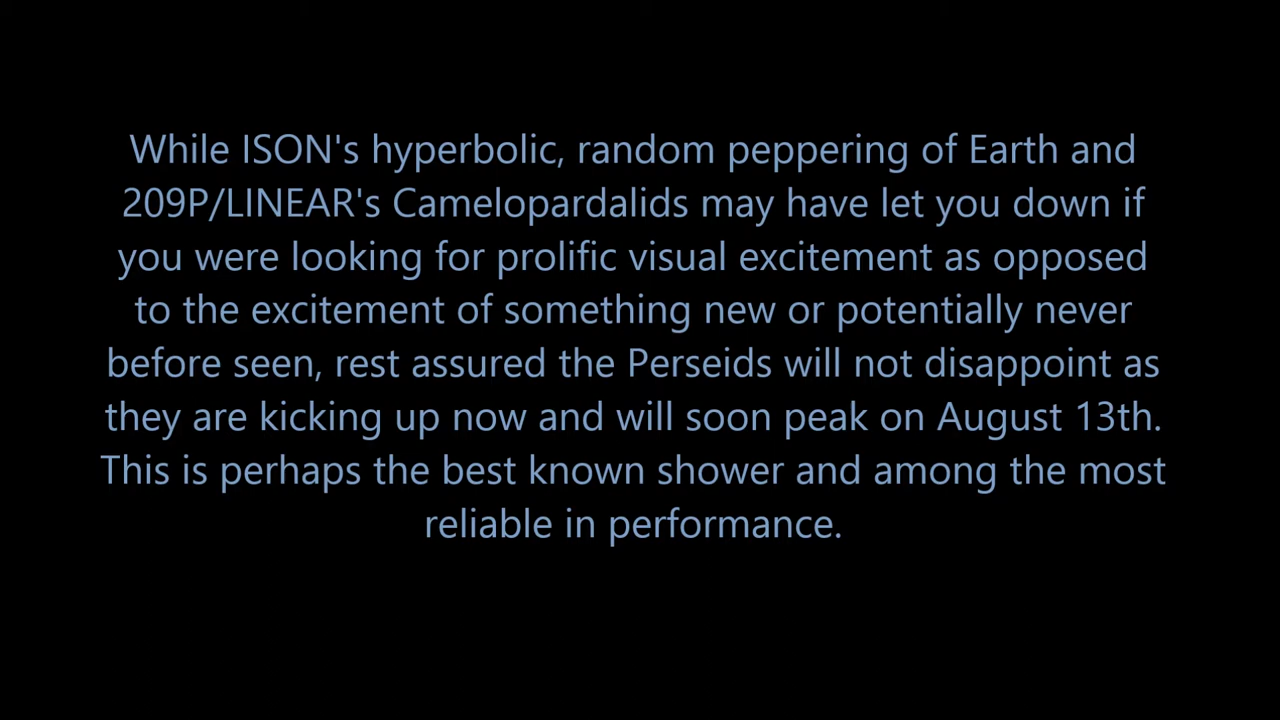 While ISON's hyperbolic, random peppering of Earth and
209P/LINEAR's Camelopardalids may have let you down if
you were looking for prolific visual excitement as opposed
to the excitement of something new or potentially never
before seen, rest assured the Perseids will not disappoint as
they are kicking up now and will soon peak on August 13th.
This is perhaps the best known shower and among the most
reliable in performance.